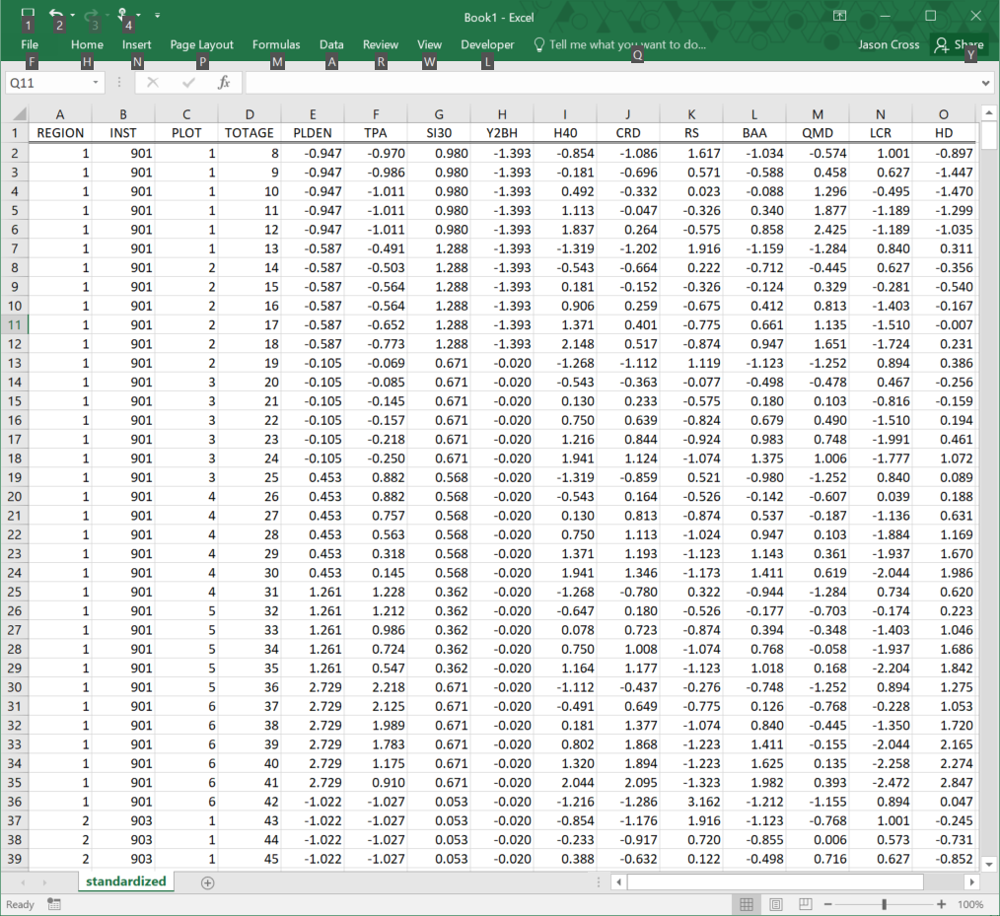 Book1 - Excel
1 2 3 4
File Home Insert Page Layout Formulas Data Review View Developer Tell me what you want to do... Jason Cross Share
F H N P M A R W L Q Y
Q11 fx
A B C D E F G H I J K L M N O
1 REGION INST PLOT TOTAGE PLDEN TPA SI30 Y2BH H40 CRD RS BAA QMD LCR HD
2 1 901 1 8 -0.947 -0.970 0.980 -1.393 -0.854 -1.086 1.617 -1.034 -0.574 1.001 -0.897
3 1 901 1 9 -0.947 -0.986 0.980 -1.393 -0.181 -0.696 0.571 -0.588 0.458 0.627 -1.447
4 1 901 1 10 -0.947 -1.011 0.980 -1.393 0.492 -0.332 0.023 -0.088 1.296 -0.495 -1.470
5 1 901 1 11 -0.947 -1.011 0.980 -1.393 1.113 -0.047 -0.326 0.340 1.877 -1.189 -1.299
6 1 901 1 12 -0.947 -1.011 0.980 -1.393 1.837 0.264 -0.575 0.858 2.425 -1.189 -1.035
7 1 901 1 13 -0.587 -0.491 1.288 -1.393 -1.319 -1.202 1.916 -1.159 -1.284 0.840 0.311
8 1 901 2 14 -0.587 -0.503 1.288 -1.393 -0.543 -0.664 0.222 -0.712 -0.445 0.627 -0.356
9 1 901 2 15 -0.587 -0.564 1.288 -1.393 0.181 -0.152 -0.326 -0.124 0.329 -0.281 -0.540
10 1 901 2 16 -0.587 -0.564 1.288 -1.393 0.906 0.259 -0.675 0.412 0.813 -1.403 -0.167
11 1 901 2 17 -0.587 -0.652 1.288 -1.393 1.371 0.401 -0.775 0.661 1.135 -1.510 -0.007
12 1 901 2 18 -0.587 -0.773 1.288 -1.393 2.148 0.517 -0.874 0.947 1.651 -1.724 0.231
13 1 901 2 19 -0.105 -0.069 0.671 -0.020 -1.268 -1.112 1.119 -1.123 -1.252 0.894 0.386
14 1 901 3 20 -0.105 -0.085 0.671 -0.020 -0.543 -0.363 -0.077 -0.498 -0.478 0.467 -0.256
15 1 901 3 21 -0.105 -0.145 0.671 -0.020 0.130 0.233 -0.575 0.180 0.103 -0.816 -0.159
16 1 901 3 22 -0.105 -0.157 0.671 -0.020 0.750 0.639 -0.824 0.679 0.490 -1.510 0.194
17 1 901 3 23 -0.105 -0.218 0.671 -0.020 1.216 0.844 -0.924 0.983 0.748 -1.991 0.461
18 1 901 3 24 -0.105 -0.250 0.671 -0.020 1.941 1.124 -1.074 1.375 1.006 -1.777 1.072
19 1 901 3 25 0.453 0.882 0.568 -0.020 -1.319 -0.859 0.521 -0.980 -1.252 0.840 0.089
20 1 901 4 26 0.453 0.882 0.568 -0.020 -0.543 0.164 -0.526 -0.142 -0.607 0.039 0.188
21 1 901 4 27 0.453 0.757 0.568 -0.020 0.130 0.813 -0.874 0.537 -0.187 -1.136 0.631
22 1 901 4 28 0.453 0.563 0.568 -0.020 0.750 1.113 -1.024 0.947 0.103 -1.884 1.169
23 1 901 4 29 0.453 0.318 0.568 -0.020 1.371 1.193 -1.123 1.143 0.361 -1.937 1.670
24 1 901 4 30 0.453 0.145 0.568 -0.020 1.941 1.346 -1.173 1.411 0.619 -2.044 1.986
25 1 901 4 31 1.261 1.228 0.362 -0.020 -1.268 -0.780 0.322 -0.944 -1.284 0.734 0.620
26 1 901 5 32 1.261 1.212 0.362 -0.020 -0.647 0.180 -0.526 -0.177 -0.703 -0.174 0.223
27 1 901 5 33 1.261 0.986 0.362 -0.020 0.078 0.723 -0.874 0.394 -0.348 -1.403 1.046
28 1 901 5 34 1.261 0.724 0.362 -0.020 0.750 1.008 -1.074 0.768 -0.058 -1.937 1.686
29 1 901 5 35 1.261 0.547 0.362 -0.020 1.164 1.177 -1.123 1.018 0.168 -2.204 1.842
30 1 901 5 36 2.729 2.218 0.671 -0.020 -1.112 -0.437 -0.276 -0.748 -1.252 0.894 1.275
31 1 901 6 37 2.729 2.125 0.671 -0.020 -0.491 0.649 -0.775 0.126 -0.768 -0.228 1.053
32 1 901 6 38 2.729 1.989 0.671 -0.020 0.181 1.377 -1.074 0.840 -0.445 -1.350 1.720
33 1 901 6 39 2.729 1.783 0.671 -0.020 0.802 1.868 -1.223 1.411 -0.155 -2.044 2.165
34 1 901 6 40 2.729 1.175 0.671 -0.020 1.320 1.894 -1.223 1.625 0.135 -2.258 2.274
35 1 901 6 41 2.729 0.910 0.671 -0.020 2.044 2.095 -1.323 1.982 0.393 -2.472 2.847
36 1 901 6 42 -1.022 -1.027 0.053 -0.020 -1.216 -1.286 3.162 -1.212 -1.155 0.894 0.047
37 2 903 1 43 -1.022 -1.027 0.053 -0.020 -0.854 -1.176 1.916 -1.123 -0.768 1.001 -0.245
38 2 903 1 44 -1.022 -1.027 0.053 -0.020 -0.233 -0.917 0.720 -0.855 0.006 0.573 -0.731
39 2 903 1 45 -1.022 -1.027 0.053 -0.020 0.388 -0.632 0.122 -0.498 0.716 0.627 -0.852
standardized
Ready 100%